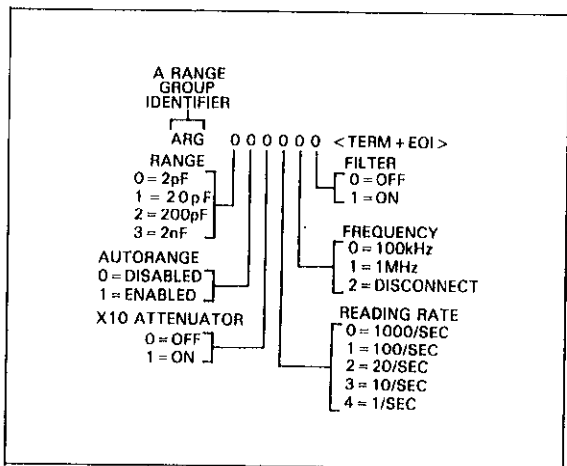 A RANGE
GROUP
IDENTIFIER
ARG 0 0 0 0 0 0 <TERM + EOI>
RANGE
0 = 2pF
1 = 20pF
2 = 200pF
3 = 2nF
AUTORANGE
0 = DISABLED
1 = ENABLED
X10 ATTENUATOR
0 = OFF
1 = ON
FILTER
0 = OFF
1 = ON
FREQUENCY
0 = 100kHz
1 = 1MHz
2 = DISCONNECT
READING RATE
0 = 1000/SEC
1 = 100/SEC
2 = 20/SEC
3 = 10/SEC
4 = 1/SEC